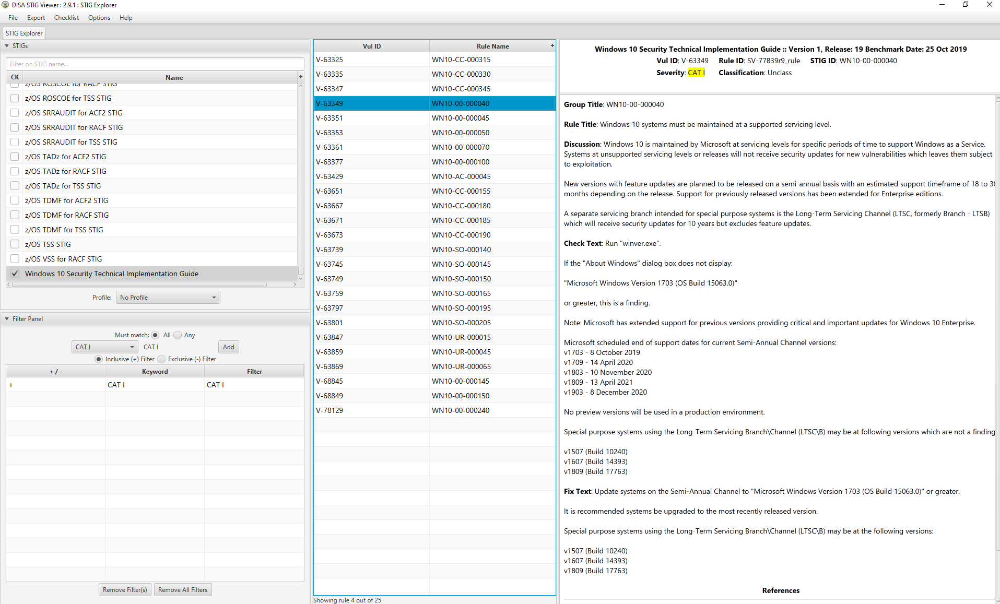 DISA STIG Viewer : 2.9.1 : STIG Explorer
File Export Checklist Options Help
STIG Explorer
STIGs
Filter on STIG name...
CK Name
z/OS ROSCOE for RACF STIG
z/OS ROSCOE for TSS STIG
z/OS SRRAUDIT for ACF2 STIG
z/OS SRRAUDIT for RACF STIG
z/OS SRRAUDIT for TSS STIG
z/OS TADz for ACF2 STIG
z/OS TADz for RACF STIG
z/OS TADz for TSS STIG
z/OS TDMF for ACF2 STIG
z/OS TDMF for RACF STIG
z/OS TDMF for TSS STIG
z/OS TSS STIG
z/OS VSS for RACF STIG
Windows 10 Security Technical Implementation Guide
Profile: No Profile
Filter Panel
Must match: All Any
CAT I CAT I Add
Inclusive (+) Filter Exclusive (-) Filter
+ / - Keyword Filter
+ CAT I CAT I
Remove Filter(s) Remove All Filters
Vul ID Rule Name +
V-63325 WN10-CC-000315
V-63335 WN10-CC-000330
V-63347 WN10-CC-000345
V-63349 WN10-00-000040
V-63351 WN10-00-000045
V-63353 WN10-00-000050
V-63361 WN10-00-000070
V-63377 WN10-00-000100
V-63429 WN10-AC-000045
V-63651 WN10-CC-000155
V-63667 WN10-CC-000180
V-63671 WN10-CC-000185
V-63673 WN10-CC-000190
V-63739 WN10-SO-000140
V-63745 WN10-SO-000145
V-63749 WN10-SO-000150
V-63759 WN10-SO-000165
V-63797 WN10-SO-000195
V-63801 WN10-SO-000205
V-63847 WN10-UR-000015
V-63859 WN10-UR-000045
V-63869 WN10-UR-000065
V-68845 WN10-00-000145
V-68849 WN10-00-000150
V-78129 WN10-00-000240
Showing rule 4 out of 25
Windows 10 Security Technical Implementation Guide :: Version 1, Release: 19 Benchmark Date: 25 Oct 2019
Vul ID: V-63349 Rule ID: SV-77839r9_rule STIG ID: WN10-00-000040
Severity: CAT I Classification: Unclass
Group Title: WN10-00-000040
Rule Title: Windows 10 systems must be maintained at a supported servicing level.
Discussion: Windows 10 is maintained by Microsoft at servicing levels for specific periods of time to support Windows as a Service.
Systems at unsupported servicing levels or releases will not receive security updates for new vulnerabilities which leaves them subject
to exploitation.
New versions with feature updates are planned to be released on a semi-annual basis with an estimated support timeframe of 18 to 30
months depending on the release. Support for previously released versions has been extended for Enterprise editions.
A separate servicing branch intended for special purpose systems is the Long-Term Servicing Channel (LTSC, formerly Branch - LTSB)
which will receive security updates for 10 years but excludes feature updates.
Check Text: Run "winver.exe".
If the "About Windows" dialog box does not display:
"Microsoft Windows Version 1703 (OS Build 15063.0)"
or greater, this is a finding.
Note: Microsoft has extended support for previous versions providing critical and important updates for Windows 10 Enterprise.
Microsoft scheduled end of support dates for current Semi-Annual Channel versions:
v1703 - 8 October 2019
v1709 - 14 April 2020
v1803 - 10 November 2020
v1809 - 13 April 2021
v1903 - 8 December 2020
No preview versions will be used in a production environment.
Special purpose systems using the Long-Term Servicing Branch\Channel (LTSC\B) may be at following versions which are not a finding
v1507 (Build 10240)
v1607 (Build 14393)
v1809 (Build 17763)
Fix Text: Update systems on the Semi-Annual Channel to "Microsoft Windows Version 1703 (OS Build 15063.0)" or greater.
It is recommended systems be upgraded to the most recently released version.
Special purpose systems using the Long-Term Servicing Branch\Channel (LTSC\B) may be at the following versions:
v1507 (Build 10240)
v1607 (Build 14393)
v1809 (Build 17763)
References